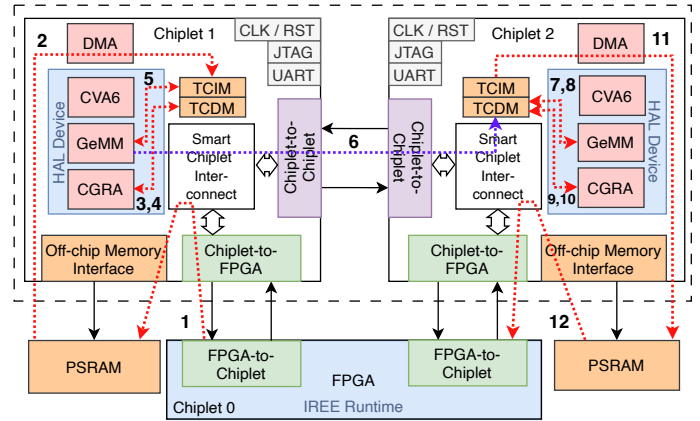 2
DMA
Chiplet 1
CLK / RST
JTAG
UART
HAL Device
CVA6
GeMM
CGRA
5
3,4
TCIM
TCDM
Smart
Chiplet
Inter-
connect
Chiplet-to-
Chiplet
6
Off-chip Memory
Interface
Chiplet-to-
FPGA
CLK / RST
JTAG
UART
Chiplet 2
DMA
11
Chiplet-to-
Chiplet
TCIM
TCDM
Smart
Chiplet
Inter-
connect
7,8
9,10
CVA6
GeMM
CGRA
HAL Device
Chiplet-to-
FPGA
Off-chip Memory
Interface
1
12
PSRAM
FPGA-to-
Chiplet
FPGA
FPGA-to-
Chiplet
PSRAM
Chiplet 0
IREE Runtime